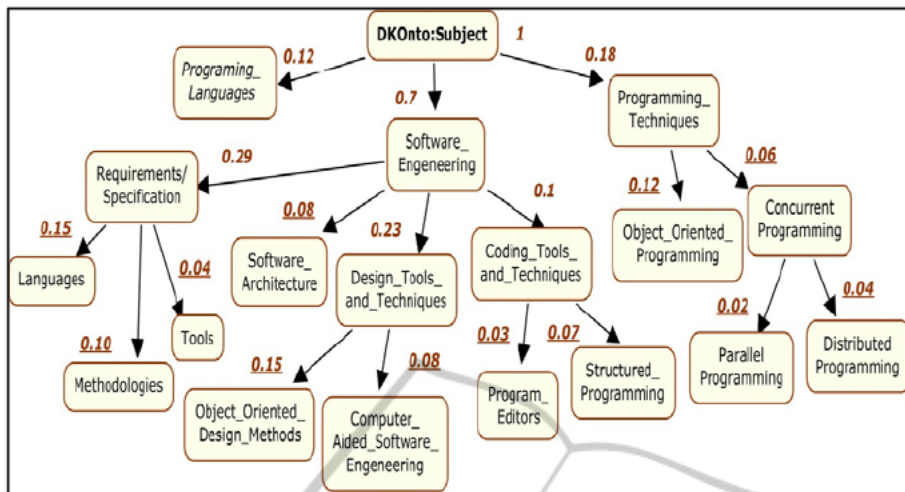 DKOnto:Subject 1
0.12
0.18
Programing_
Languages
0.7
Programming_
Techniques
Software_
Engeneering
0.29
Requirements/
Specification
0.06
0.12
0.1
0.08
0.15
0.23
Concurrent
Programming
Object_Oriented_
Programming
Languages
Software_
Architecture
Design_Tools_
and_Techniques
Coding_Tools_
and_Techniques
0.04
Tools
0.10
Methodologies
0.02
0.04
0.03
0.07
Parallel
Programming
Distributed
Programming
0.15
0.08
Structured_
Programming
Object_Oriented_
Design_Methods
Computer_
Aided_Software_
Engeneering
Program_
Editors